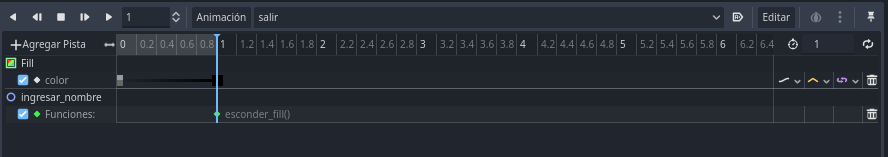 1 Animación salir Editar
Agregar Pista 0 0.2 0.4 0.6 0.8 1 1.2 1.4 1.6 1.8 2 2.2 2.4 2.6 2.8 3 3.2 3.4 3.6 3.8 4 4.2 4.4 4.6 4.8 5 5.2 5.4 5.6 5.8 6 6.2 6.4 1
Fill
color
ingresar_nombre
Funciones: esconder_fill()